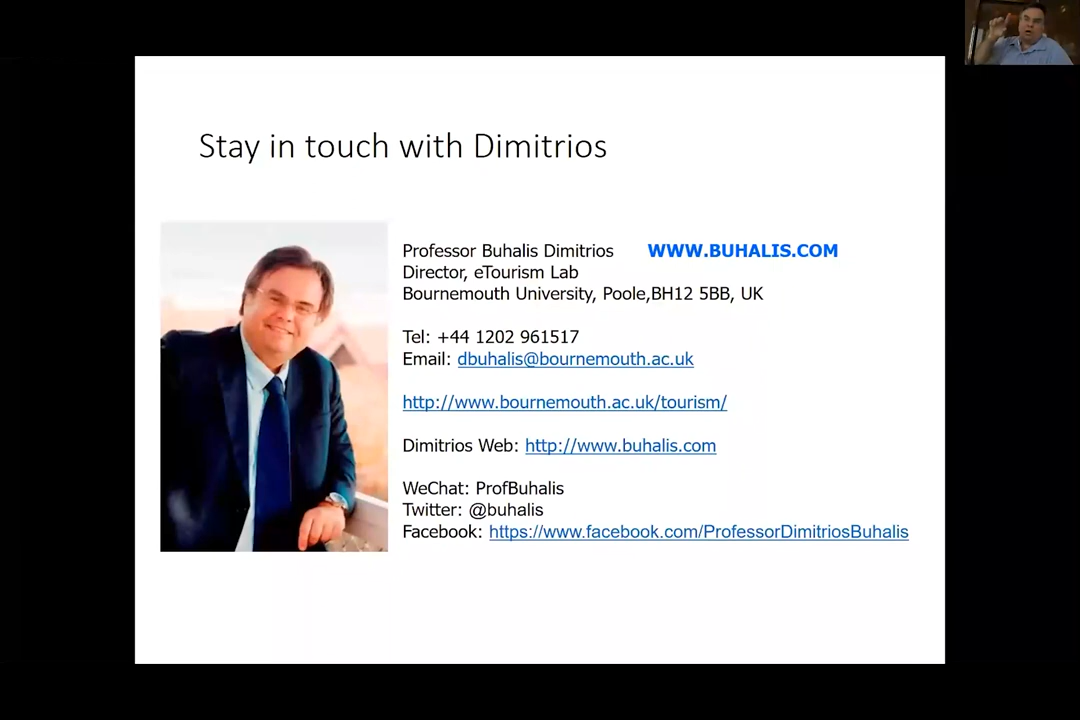 Stay in touch with Dimitrios
Professor Buhalis Dimitrios WWW.BUHALIS.COM
Director, eTourism Lab
Bournemouth University, Poole,BH12 5BB, UK
Tel: +44 1202 961517
Email: dbuhalis@bournemouth.ac.uk
http://www.bournemouth.ac.uk/tourism/
Dimitrios Web: http://www.buhalis.com
WeChat: ProfBuhalis
Twitter: @buhalis
Facebook: https://www.facebook.com/ProfessorDimitriosBuhalis